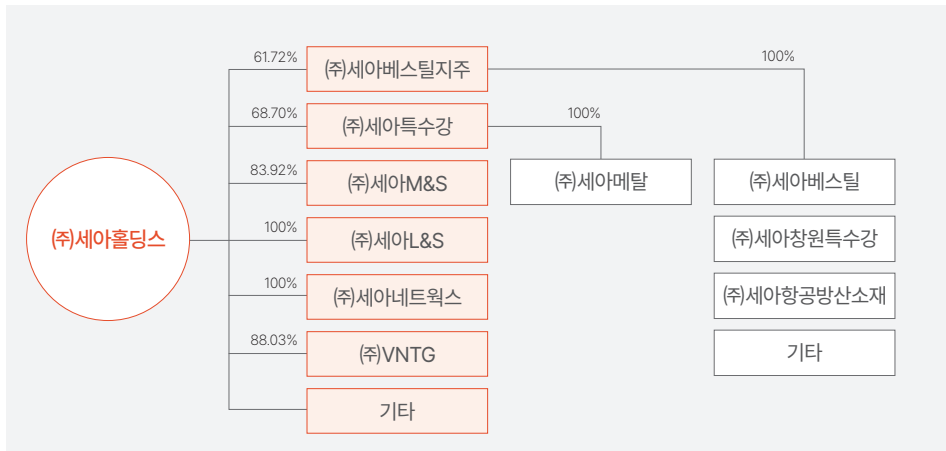 ㈜세아홀딩스
61.72%
㈜세아베스틸지주
68.70%
㈜세아특수강
83.92%
㈜세아M&S
100%
㈜세아L&S
100%
㈜세아네트웍스
88.03%
㈜VNTG
기타
100%
㈜세아메탈
100%
㈜세아베스틸
㈜세아창원특수강
㈜세아항공방산소재
기타